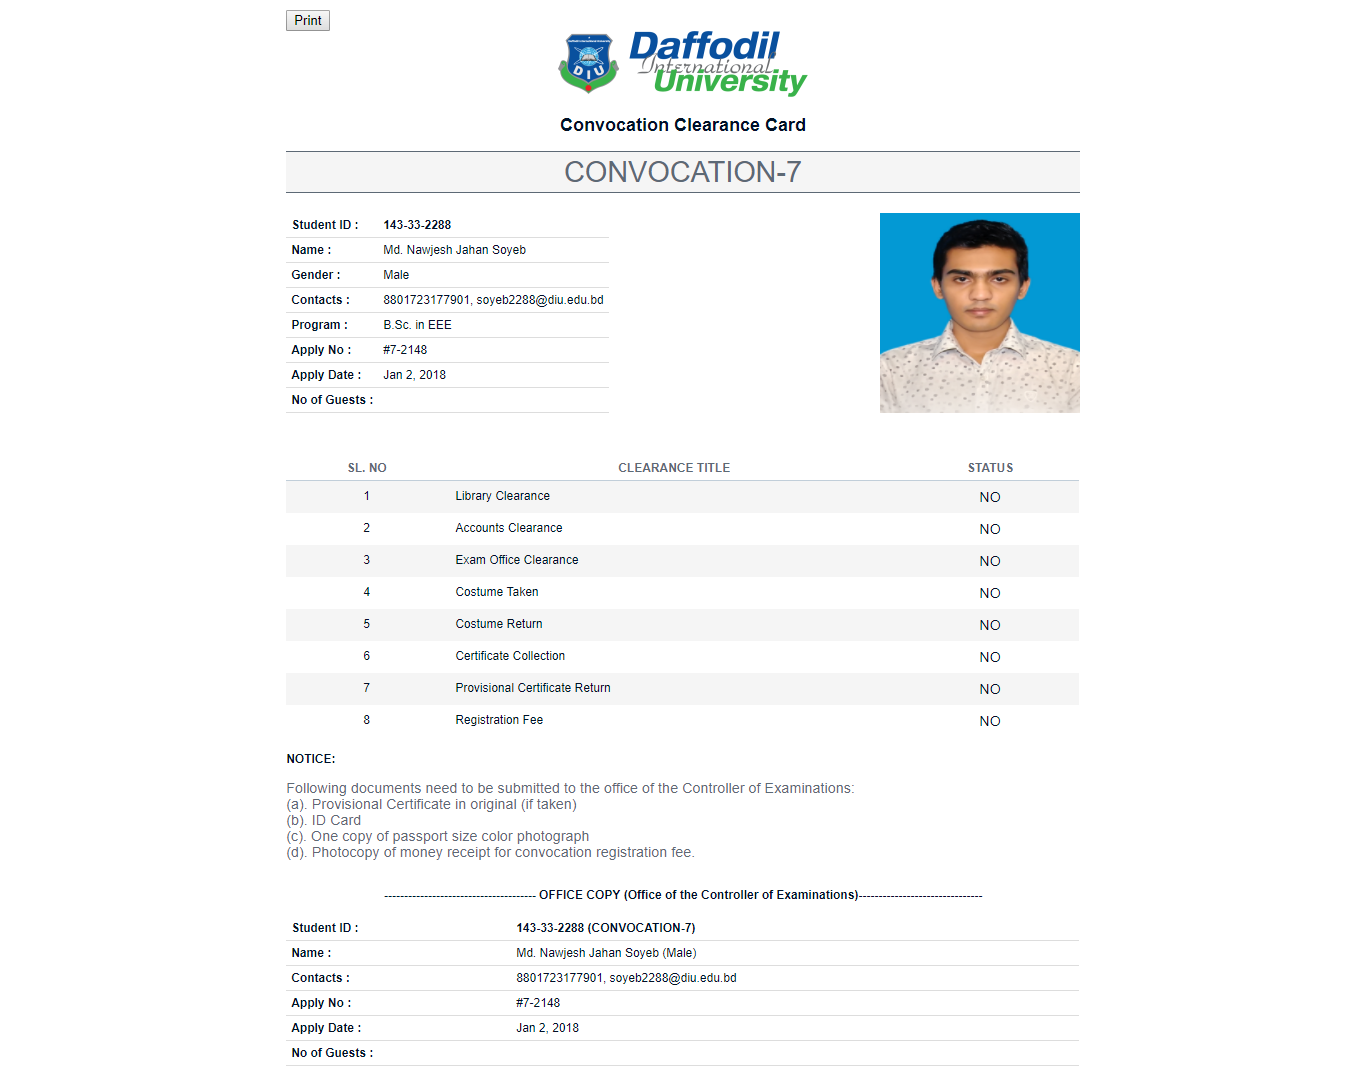 Print
DIU
Daffodil
International
University
Convocation Clearance Card
CONVOCATION-7
Student ID : 143-33-2288
Name : Md. Nawjesh Jahan Soyeb
Gender : Male
Contacts : 8801723177901, soyeb2288@diu.edu.bd
Program : B.Sc. in EEE
Apply No : #7-2148
Apply Date : Jan 2, 2018
No of Guests :
SL. NO CLEARANCE TITLE STATUS
1 Library Clearance NO
2 Accounts Clearance NO
3 Exam Office Clearance NO
4 Costume Taken NO
5 Costume Return NO
6 Certificate Collection NO
7 Provisional Certificate Return NO
8 Registration Fee NO
NOTICE:
Following documents need to be submitted to the office of the Controller of Examinations:
(a). Provisional Certificate in original (if taken)
(b). ID Card
(c). One copy of passport size color photograph
(d). Photocopy of money receipt for convocation registration fee.
-------------------------------------- OFFICE COPY (Office of the Controller of Examinations)-------------------------------
Student ID : 143-33-2288 (CONVOCATION-7)
Name : Md. Nawjesh Jahan Soyeb (Male)
Contacts : 8801723177901, soyeb2288@diu.edu.bd
Apply No : #7-2148
Apply Date : Jan 2, 2018
No of Guests :